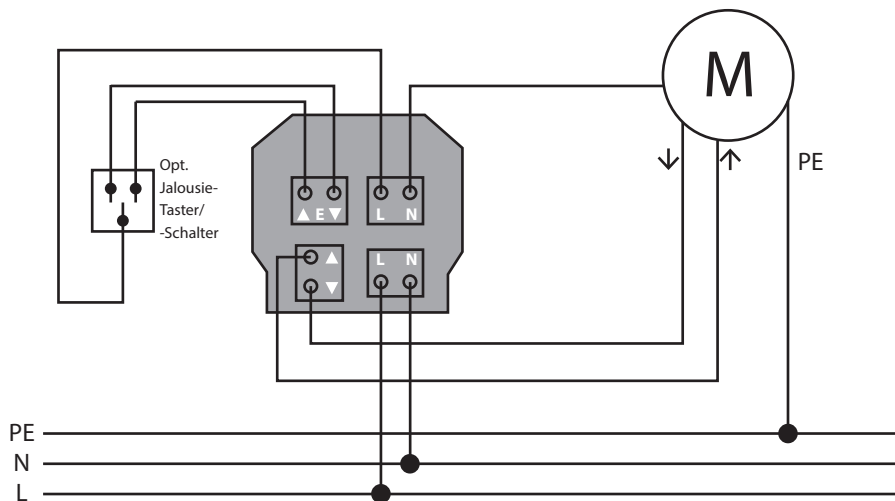 M
Opt.
Jalousie-
Taster/
-Schalter
↓ ↑ PE
▲ E ▼ L N
▲ L N
▼
PE
N
L